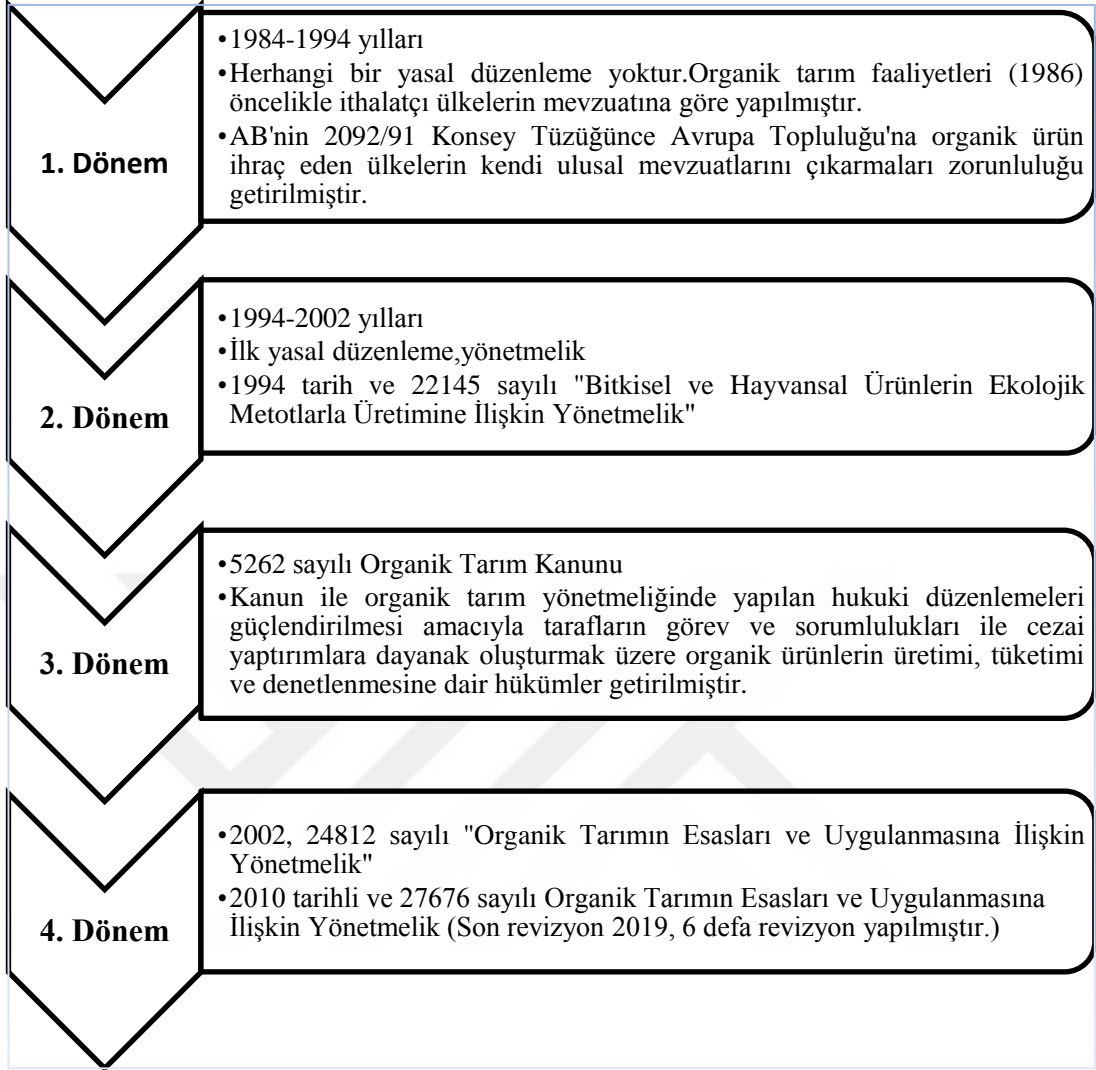 1. Dönem
•1984-1994 yılları
•Herhangi bir yasal düzenleme yoktur.Organik tarım faaliyetleri (1986)
öncelikle ithalatçı ülkelerin mevzuatına göre yapılmıştır.
•AB'nin 2092/91 Konsey Tüzüğünce Avrupa Topluluğu'na organik ürün
ihraç eden ülkelerin kendi ulusal mevzuatlarını çıkarmaları zorunluluğu
getirilmiştir.
2. Dönem
•1994-2002 yılları
•İlk yasal düzenleme,yönetmelik
•1994 tarih ve 22145 sayılı "Bitkisel ve Hayvansal Ürünlerin Ekolojik
Metotlarla Üretimine İlişkin Yönetmelik"
3. Dönem
•5262 sayılı Organik Tarım Kanunu
•Kanun ile organik tarım yönetmeliğinde yapılan hukuki düzenlemeleri
güçlendirilmesi amacıyla tarafların görev ve sorumlulukları ile cezai
yaptırımlara dayanak oluşturmak üzere organik ürünlerin üretimi, tüketimi
ve denetlenmesine dair hükümler getirilmiştir.
4. Dönem
•2002, 24812 sayılı "Organik Tarımın Esasları ve Uygulanmasına İlişkin
Yönetmelik"
•2010 tarihli ve 27676 sayılı Organik Tarımın Esasları ve Uygulanmasına
İlişkin Yönetmelik (Son revizyon 2019, 6 defa revizyon yapılmıştır.)